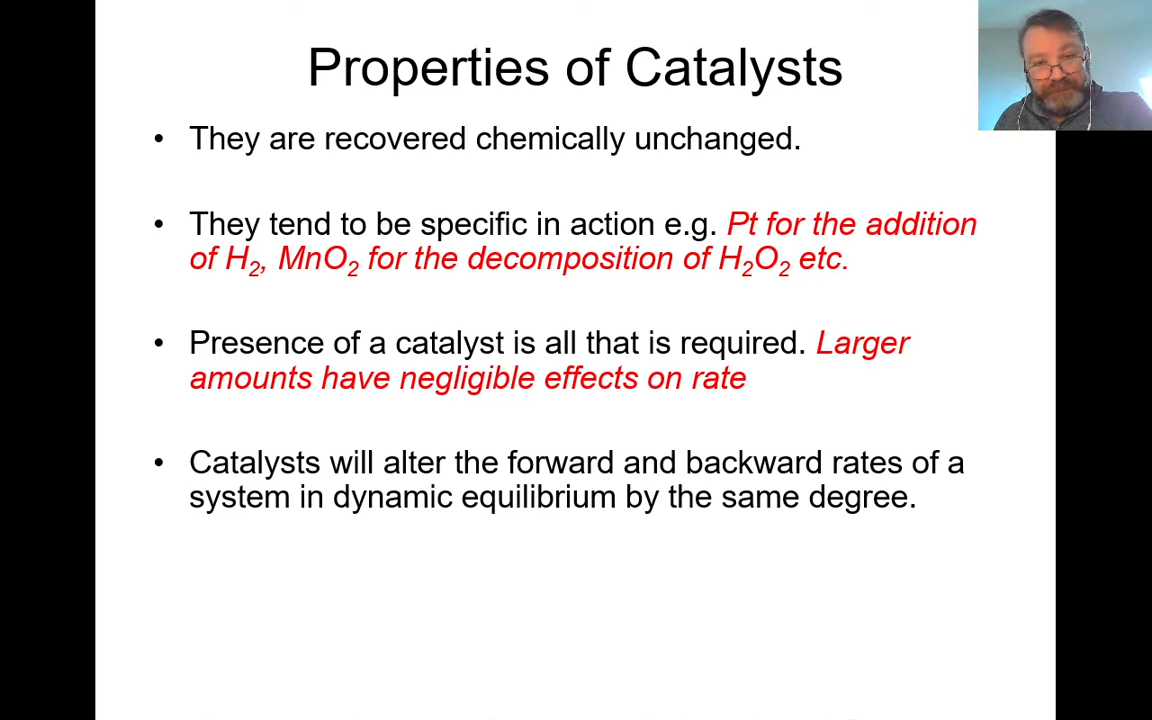 Properties of Catalysts
• They are recovered chemically unchanged.
• They tend to be specific in action e.g. Pt for the addition
of H₂, MnO₂ for the decomposition of H₂O₂ etc.
• Presence of a catalyst is all that is required. Larger
amounts have negligible effects on rate
• Catalysts will alter the forward and backward rates of a
system in dynamic equilibrium by the same degree.